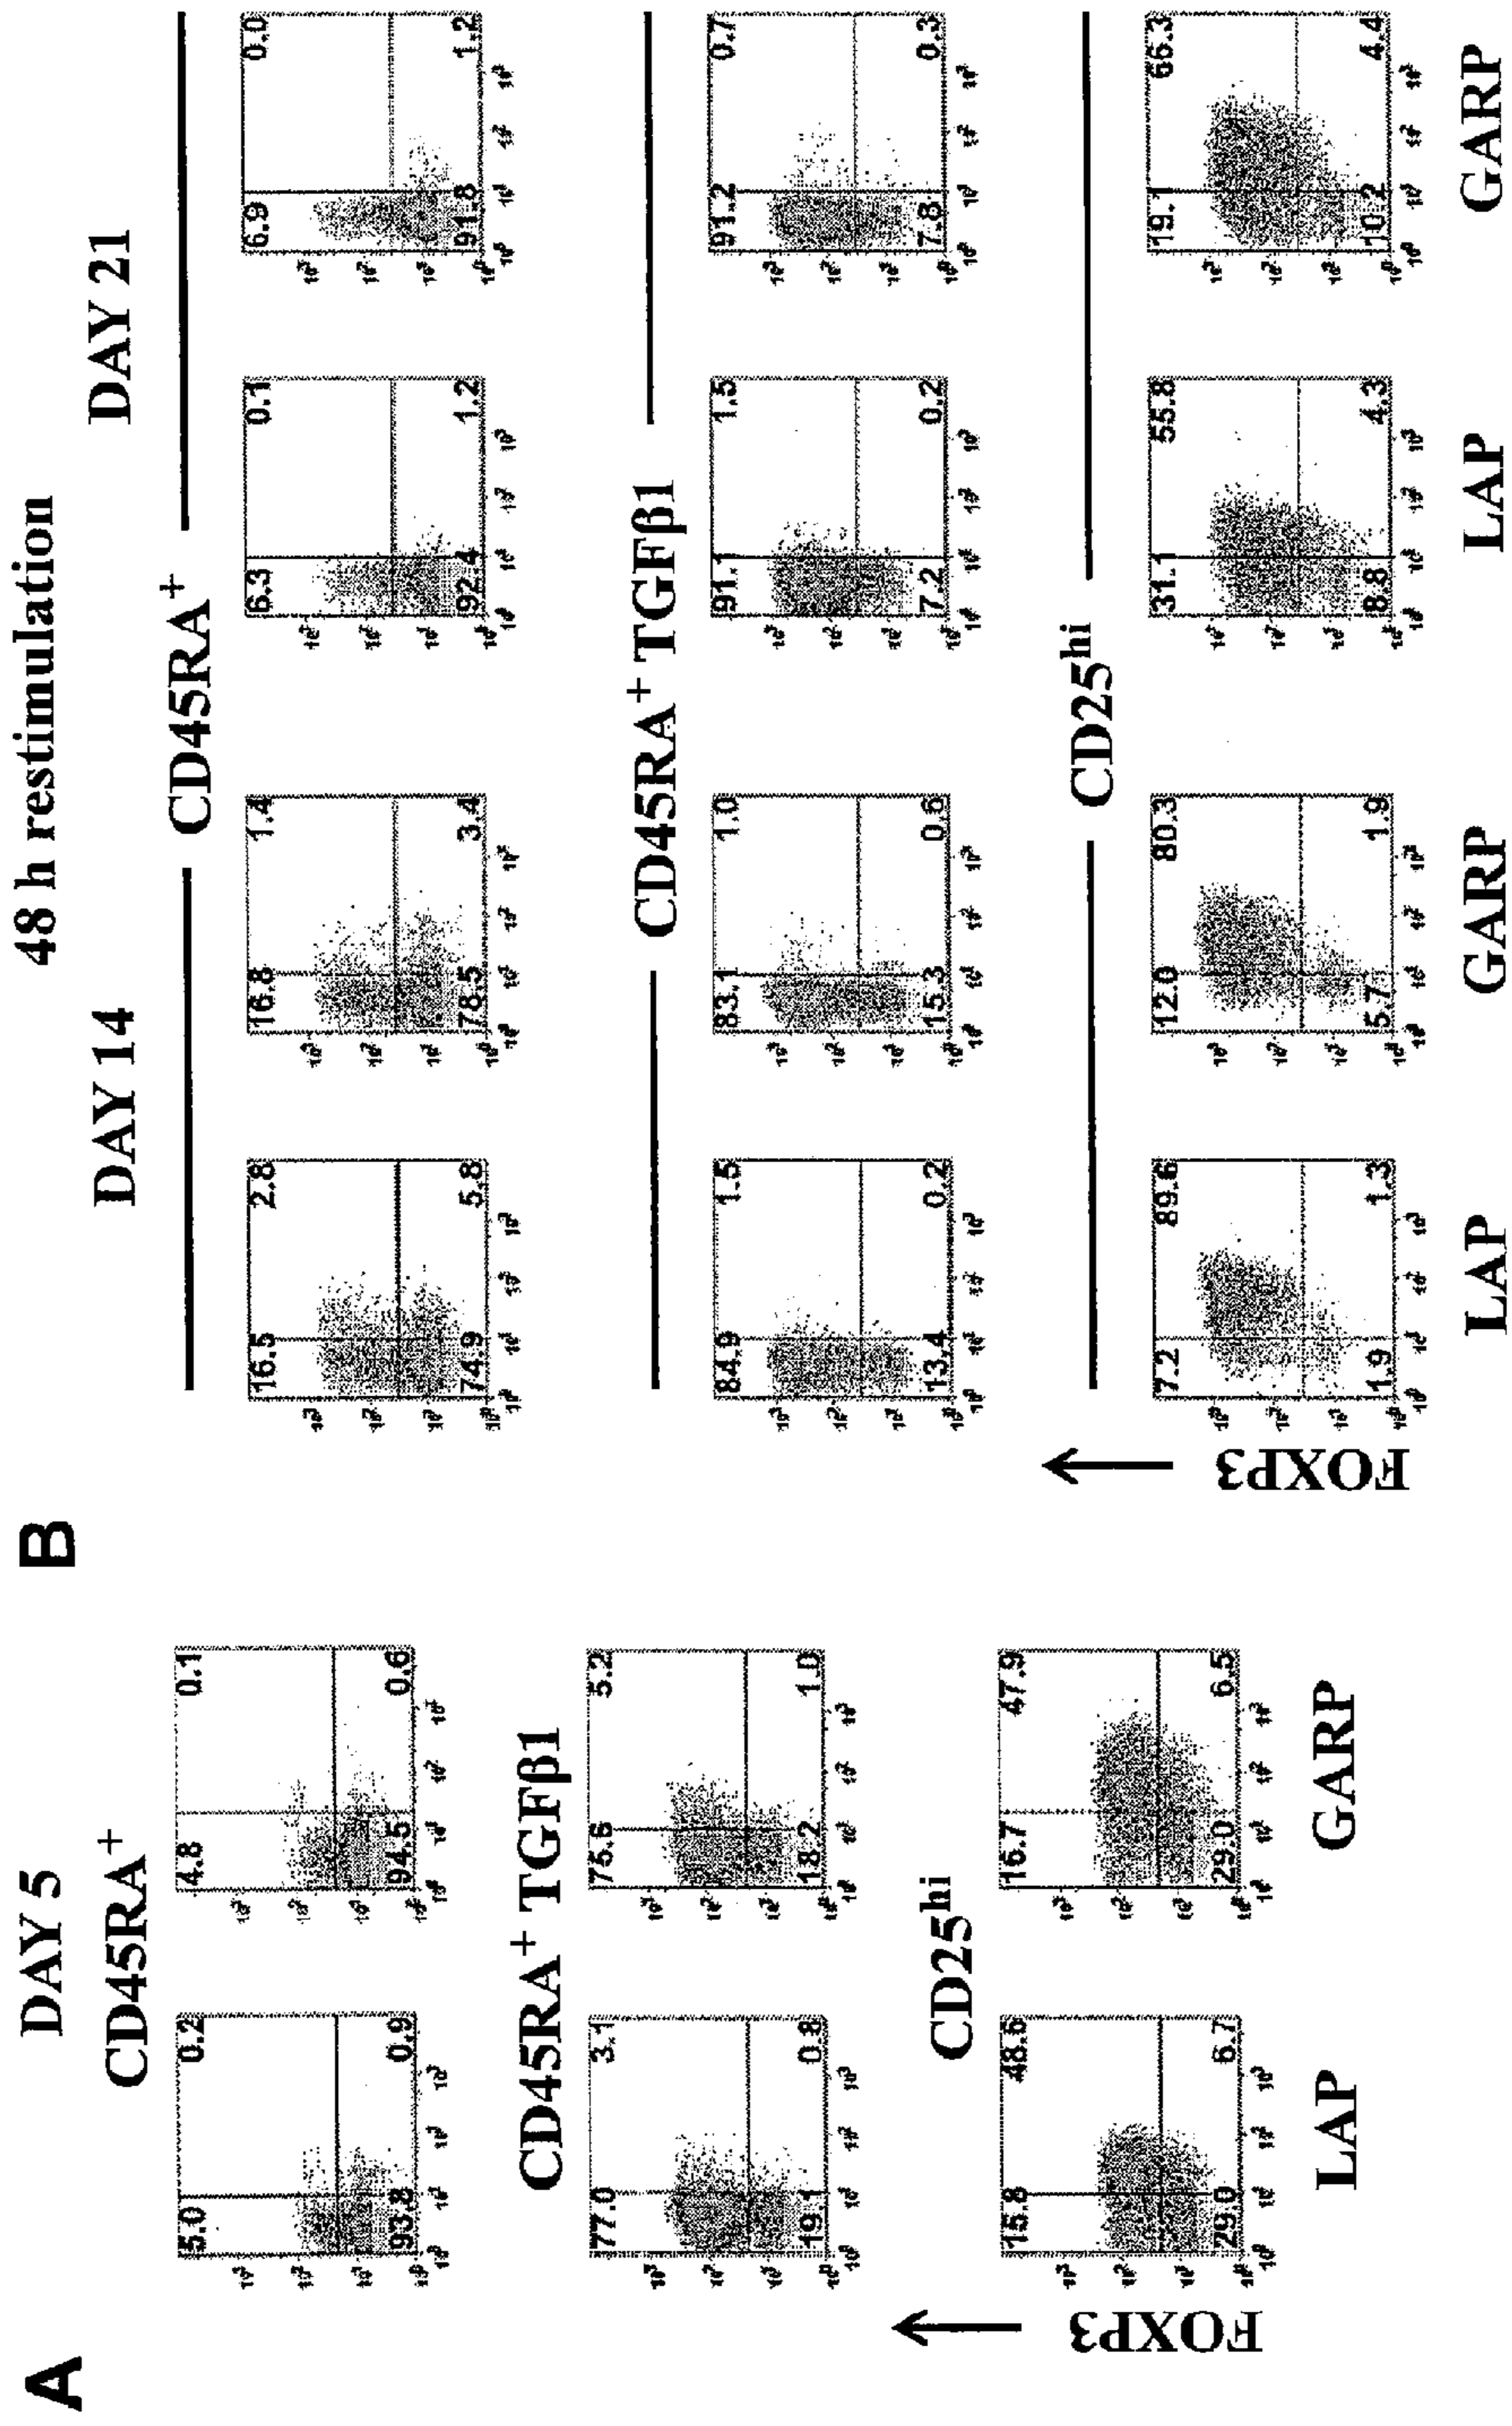 A
DAY 5
CD45RA+
5.0 0.2 4.8 0.1
93.8 0.9 94.5 0.6
CD45RA+ TGFβ1
77.0 3.1 75.6 5.2
19.1 0.8 18.2 1.0
CD25hi
15.8 48.6 16.7 47.9
29.0 6.7 29.0 6.5
FOXP3
LAP GARP
B
48 h restimulation
DAY 14 DAY 21
CD45RA+
16.5 2.8 16.8 1.4 6.3 0.1 6.9 0.0
74.9 5.8 78.5 3.4 92.4 1.2 91.8 1.2
CD45RA+ TGFβ1
84.9 1.5 83.1 1.0 91.1 1.5 91.2 0.7
13.4 0.2 15.3 0.6 7.2 0.2 7.8 0.3
CD25hi
7.2 89.6 12.0 80.3 31.1 55.8 19.1 66.3
1.9 1.3 5.7 1.9 8.8 4.3 10.2 4.4
FOXP3
LAP GARP LAP GARP